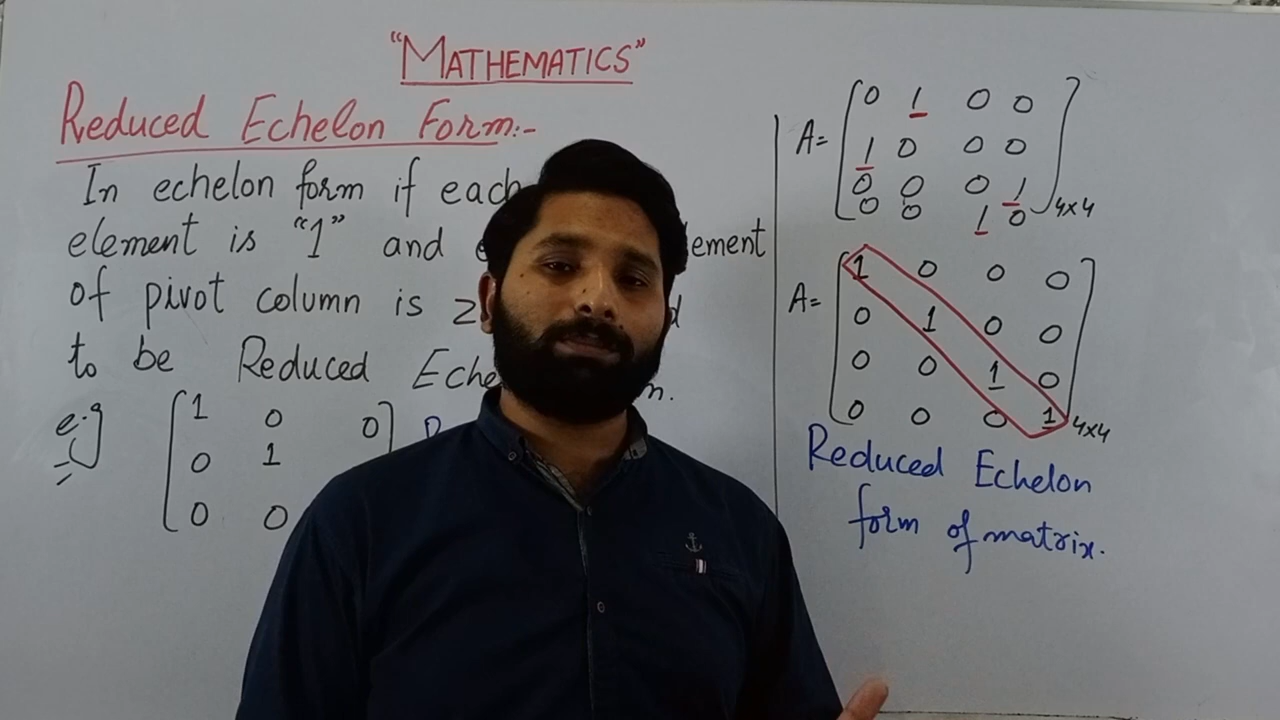 "MATHEMATICS"
Reduced Echelon Form:-
In echelon form if each
element is "1" and ement
of pivot column is
to be Reduced Eche n.
e.g
1 0 0
0 1
0 0
A= 0 1 0 0
1 0 0 0
0 0 0 1
0 0 1 0 4x4
A= 1 0 0 0
0 1 0 0
0 0 1 0
0 0 0 1 4x4
Reduced Echelon
form of matrix.